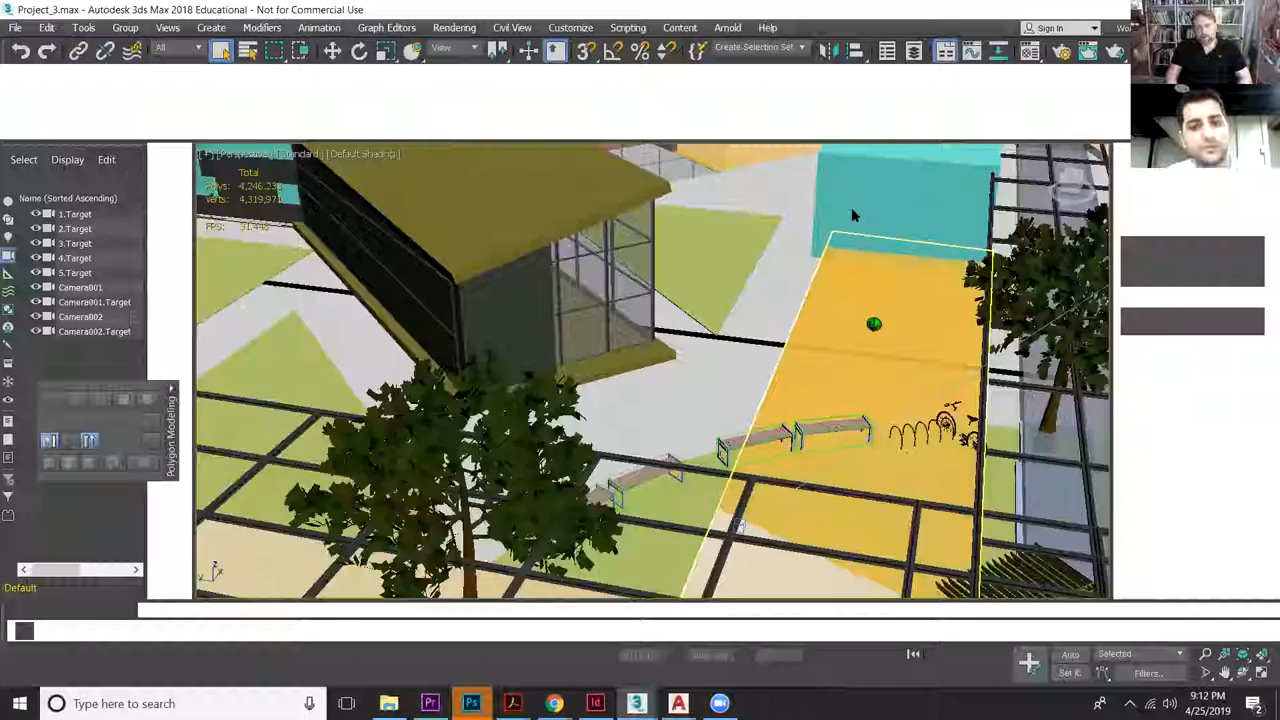 Project_3.max - Autodesk 3ds Max 2018 Educational - Not for Commercial Use
File Edit Tools Group Views Create Modifiers Animation Graph Editors Rendering Civil View Customize Scripting Content Arnold Help
Sign In
All
View
Create Selection Set
Select Display Edit
[+] [Perspective] [Standard] [Default Shading]
Total
Polys:
Verts:
FPS:
Name (Sorted Ascending)
1.Target
2.Target
3.Target
4.Target
5.Target
Camera001
Camera001.Target
Camera002
Camera002.Target
Polygon Modeling
Default
Auto Selected
Set K. Filters...
Type here to search
9:12 PM
4/25/2019